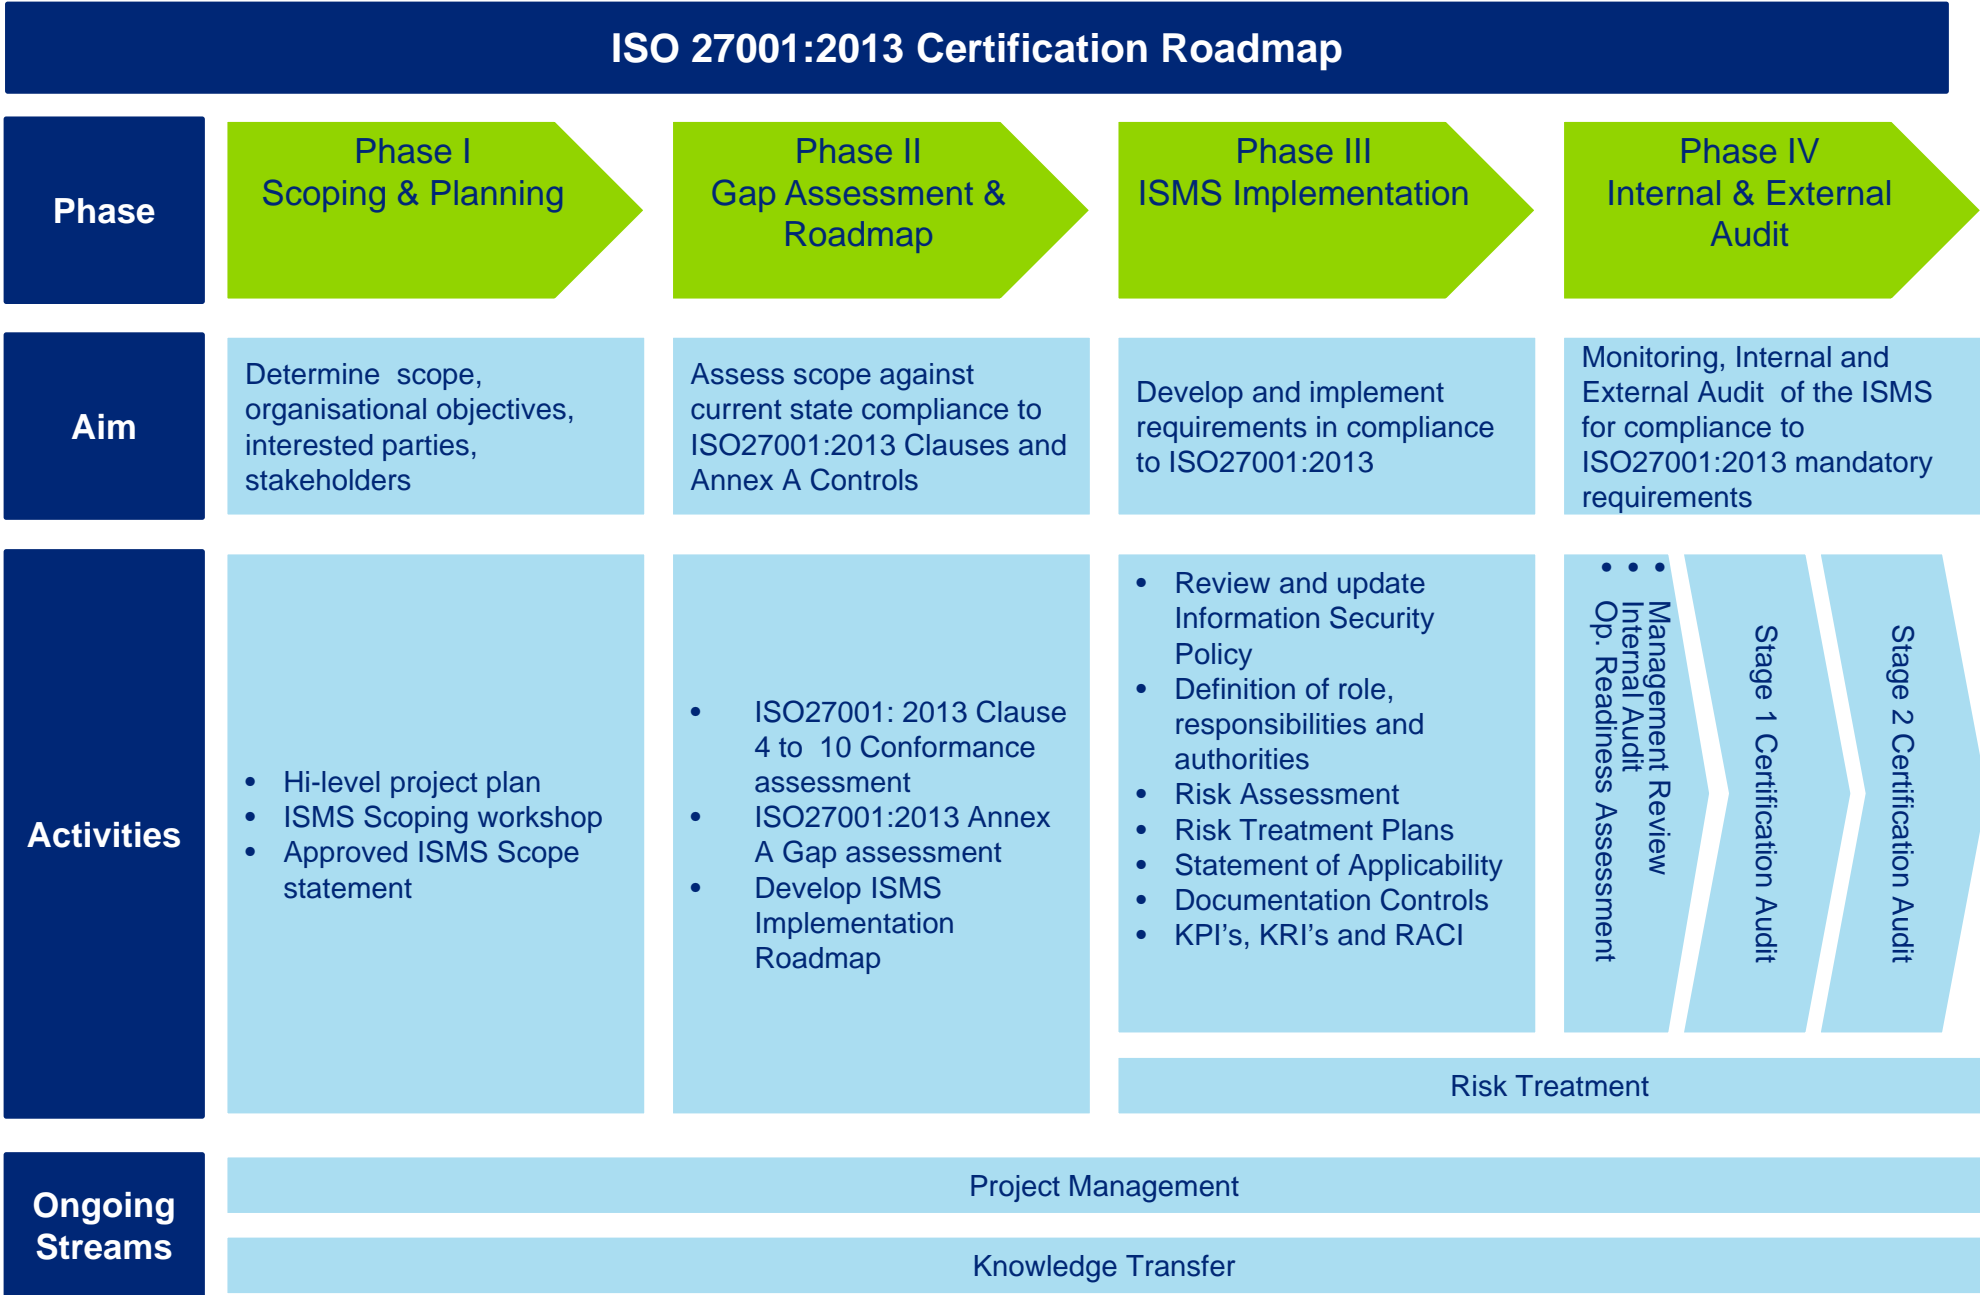 ISO 27001:2013 Certification Roadmap
Phase
Phase I
Scoping & Planning
Phase II
Gap Assessment &
Roadmap
Phase III
ISMS Implementation
Phase IV
Internal & External
Audit
Aim
Determine  scope,
organisational objectives,
interested parties,
stakeholders
Assess scope against
current state compliance to
ISO27001:2013 Clauses and
Annex A Controls
Develop and implement
requirements in compliance
to ISO27001:2013
Monitoring, Internal and
External Audit  of the ISMS
for compliance to
ISO27001:2013 mandatory
requirements
Activities
• Hi-level project plan
• ISMS Scoping workshop
• Approved ISMS Scope
statement
• ISO27001: 2013 Clause
4 to  10 Conformance
assessment
• ISO27001:2013 Annex
A Gap assessment
• Develop ISMS
Implementation
Roadmap
• Review and update
Information Security
Policy
• Definition of role,
responsibilities and
authorities
• Risk Assessment
• Risk Treatment Plans
• Statement of Applicability
• Documentation Controls
• KPI’s, KRI’s and RACI
• Management Review
• Internal Audit
• Op. Readiness Assessment
Stage 1 Certification Audit
Stage 2 Certification Audit
Risk Treatment
Ongoing
Streams
Project Management
Knowledge Transfer